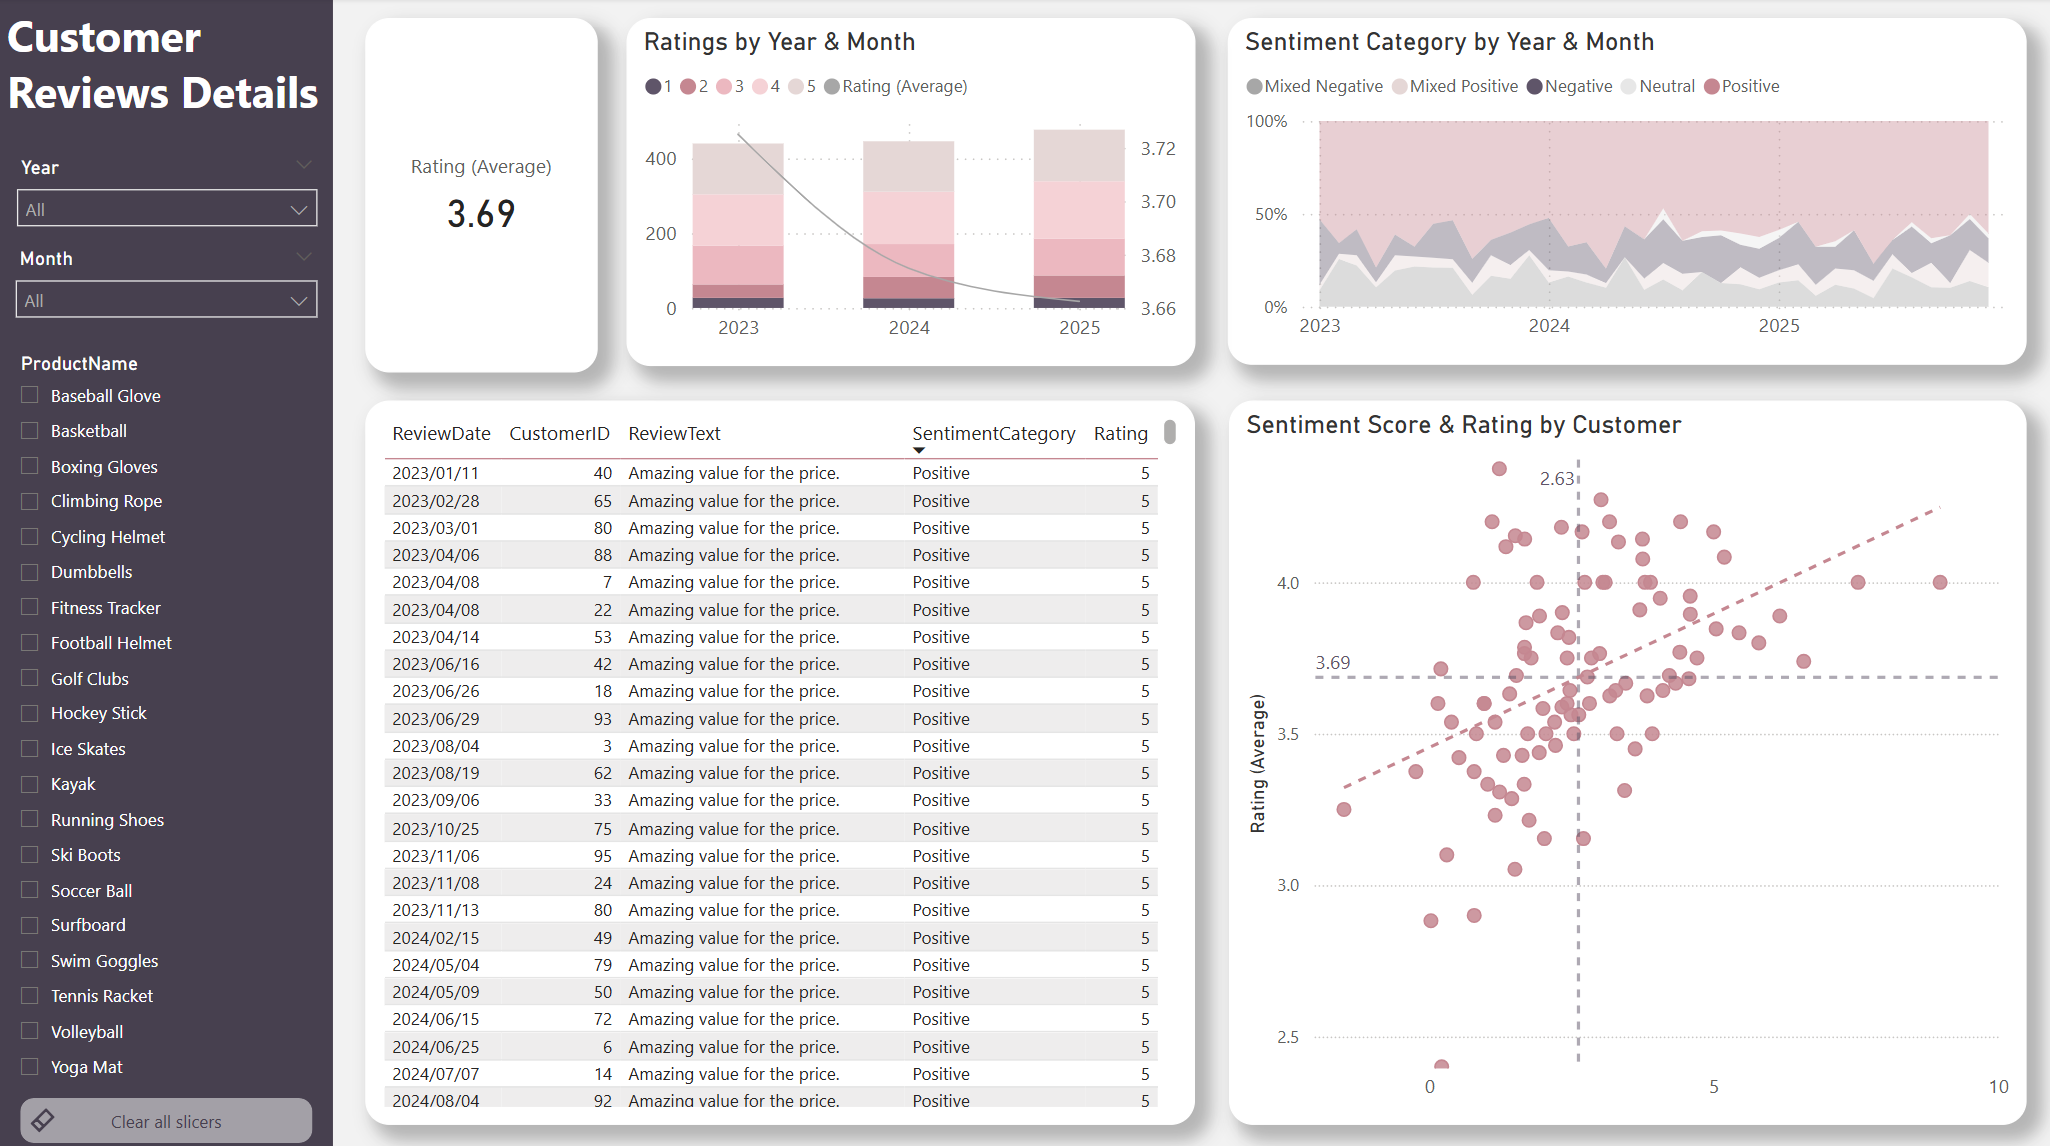 Customer
Reviews Details
Year
All
Month
All
ProductName
Baseball Glove
Basketball
Boxing Gloves
Climbing Rope
Cycling Helmet
Dumbbells
Fitness Tracker
Football Helmet
Golf Clubs
Hockey Stick
Ice Skates
Kayak
Running Shoes
Ski Boots
Soccer Ball
Surfboard
Swim Goggles
Tennis Racket
Volleyball
Yoga Mat
Clear all slicers
Rating (Average)
3.69
Ratings by Year & Month
1 2 3 4 5 Rating (Average)
400
200
0
3.72
3.70
3.68
3.66
2023 2024 2025
Sentiment Category by Year & Month
Mixed Negative Mixed Positive Negative Neutral Positive
100%
50%
0%
2023 2024 2025
ReviewDate CustomerID ReviewText SentimentCategory Rating
2023/01/11 40 Amazing value for the price. Positive 5
2023/02/28 65 Amazing value for the price. Positive 5
2023/03/01 80 Amazing value for the price. Positive 5
2023/04/06 88 Amazing value for the price. Positive 5
2023/04/08 7 Amazing value for the price. Positive 5
2023/04/08 22 Amazing value for the price. Positive 5
2023/04/14 53 Amazing value for the price. Positive 5
2023/06/16 42 Amazing value for the price. Positive 5
2023/06/26 18 Amazing value for the price. Positive 5
2023/06/29 93 Amazing value for the price. Positive 5
2023/08/04 3 Amazing value for the price. Positive 5
2023/08/19 62 Amazing value for the price. Positive 5
2023/09/06 33 Amazing value for the price. Positive 5
2023/10/25 75 Amazing value for the price. Positive 5
2023/11/06 95 Amazing value for the price. Positive 5
2023/11/08 24 Amazing value for the price. Positive 5
2023/11/13 80 Amazing value for the price. Positive 5
2024/02/15 49 Amazing value for the price. Positive 5
2024/05/04 79 Amazing value for the price. Positive 5
2024/05/09 50 Amazing value for the price. Positive 5
2024/06/15 72 Amazing value for the price. Positive 5
2024/06/25 6 Amazing value for the price. Positive 5
2024/07/07 14 Amazing value for the price. Positive 5
2024/08/04 92 Amazing value for the price. Positive 5
Sentiment Score & Rating by Customer
2.63
4.0
3.69
3.5
3.0
2.5
Rating (Average)
0 5 10